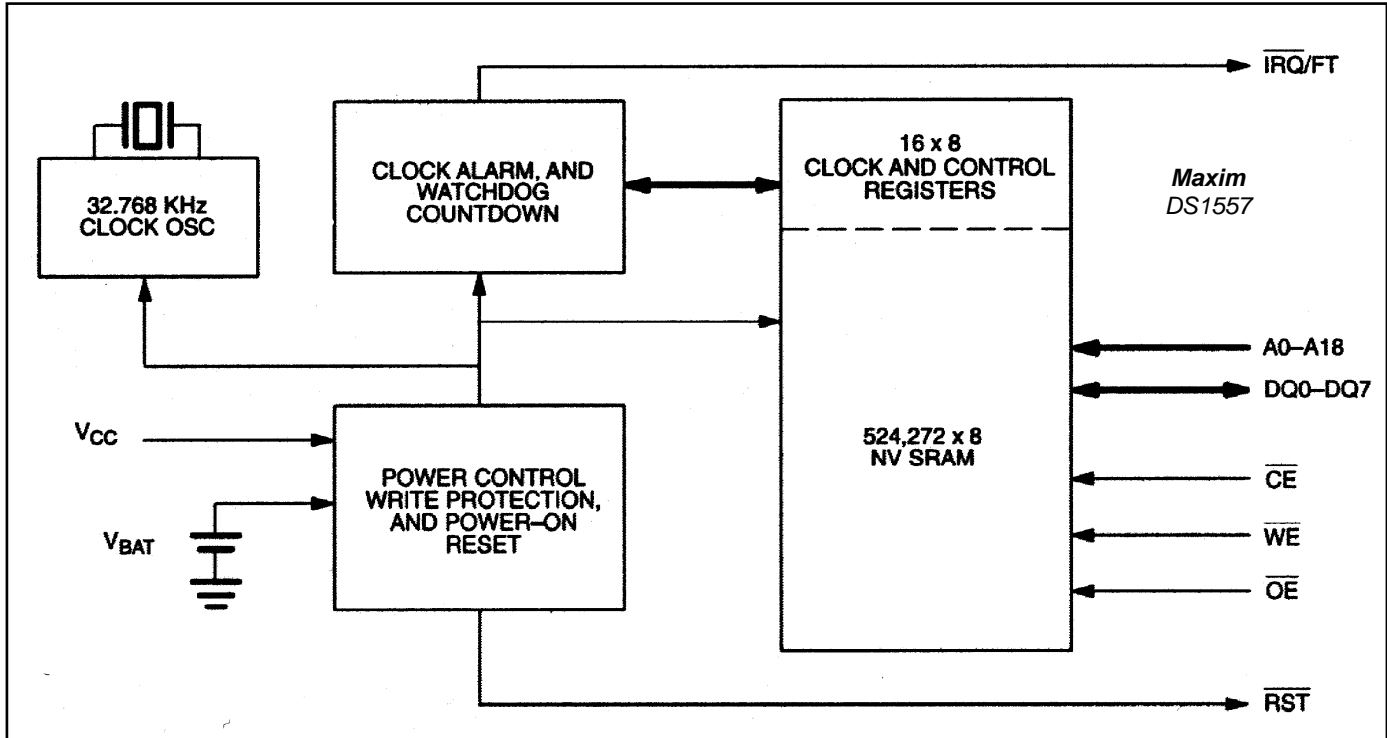 IRQ/FT
CLOCK ALARM, AND
WATCHDOG
COUNTDOWN
16 x 8
CLOCK AND CONTROL
REGISTERS
Maxim
DS1557
32.768 KHz
CLOCK OSC
A0–A18
DQ0–DQ7
VCC
POWER CONTROL
WRITE PROTECTION,
AND POWER–ON
RESET
524,272 x 8
NV SRAM
CE
WE
OE
VBAT
RST